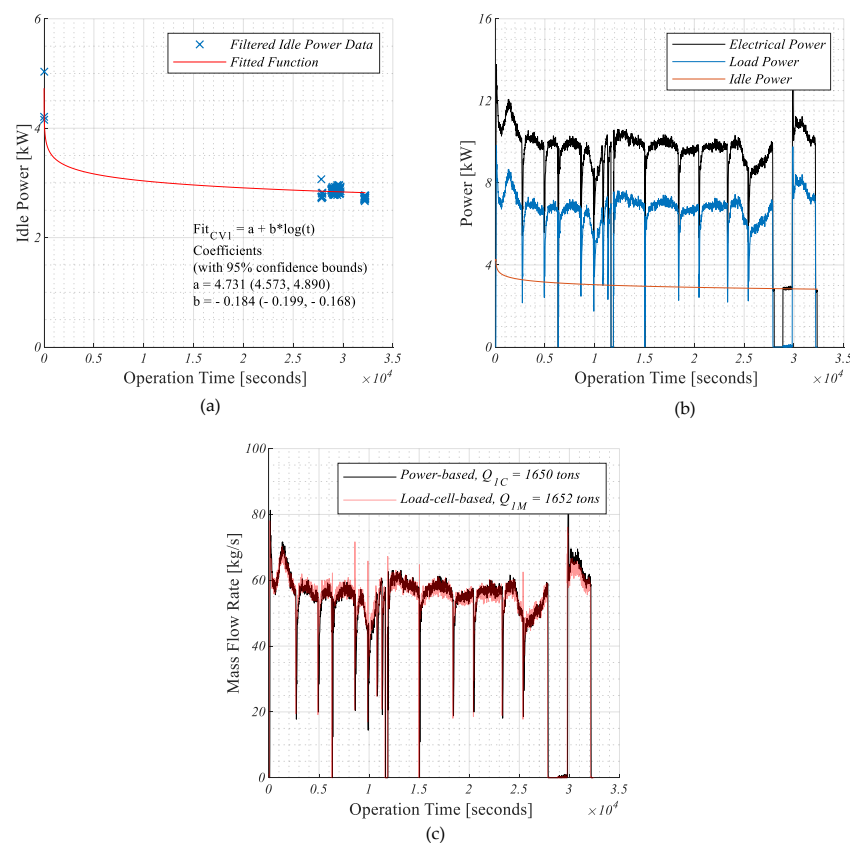 6
4
2
0
Idle Power [kW]
Filtered Idle Power Data
Fitted Function
Fit_CV1 = a + b*log(t)
Coefficients
(with 95% confidence bounds)
a = 4.731 (4.573, 4.890)
b = - 0.184 (- 0.199, - 0.168)
0 0.5 1 1.5 2 2.5 3 3.5
Operation Time [seconds]
×10^4
(a)
16
12
8
4
0
Power [kW]
Electrical Power
Load Power
Idle Power
0 0.5 1 1.5 2 2.5 3 3.5
Operation Time [seconds]
×10^4
(b)
100
80
60
40
20
0
Mass Flow Rate [kg/s]
Power-based, Q_1C = 1650 tons
Load-cell-based, Q_1M = 1652 tons
0 0.5 1 1.5 2 2.5 3 3.5
Operation Time [seconds]
×10^4
(c)